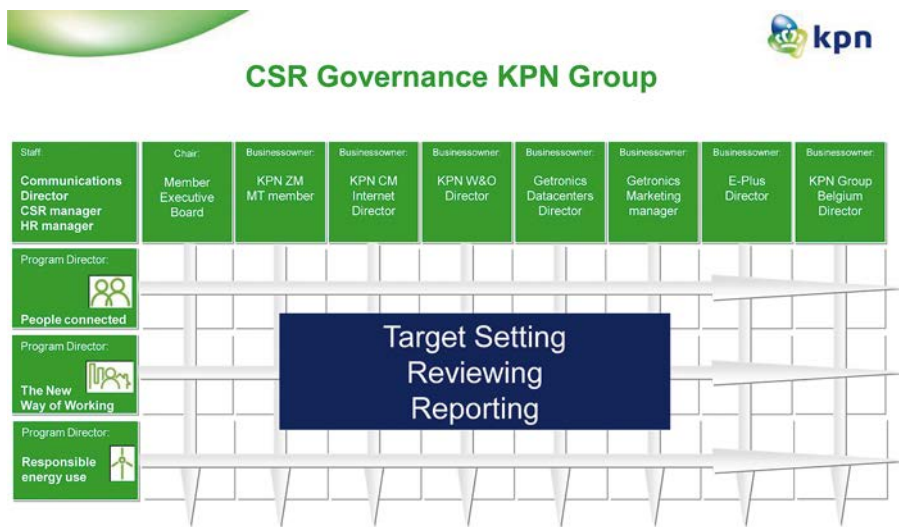 kpn
CSR Governance KPN Group
Staff:
Communications
Director
CSR manager
HR manager
Chair:
Member
Executive
Board
Businessowner:
KPN ZM
MT member
Businessowner:
KPN CM
Internet
Director
Businessowner:
KPN W&O
Director
Businessowner:
Getronics
Datacenters
Director
Businessowner:
Getronics
Marketing
manager
Businessowner:
E-Plus
Director
Businessowner:
KPN Group
Belgium
Director
Program Director:
People connected
Program Director:
The New
Way of Working
Program Director:
Responsible
energy use
Target Setting
Reviewing
Reporting